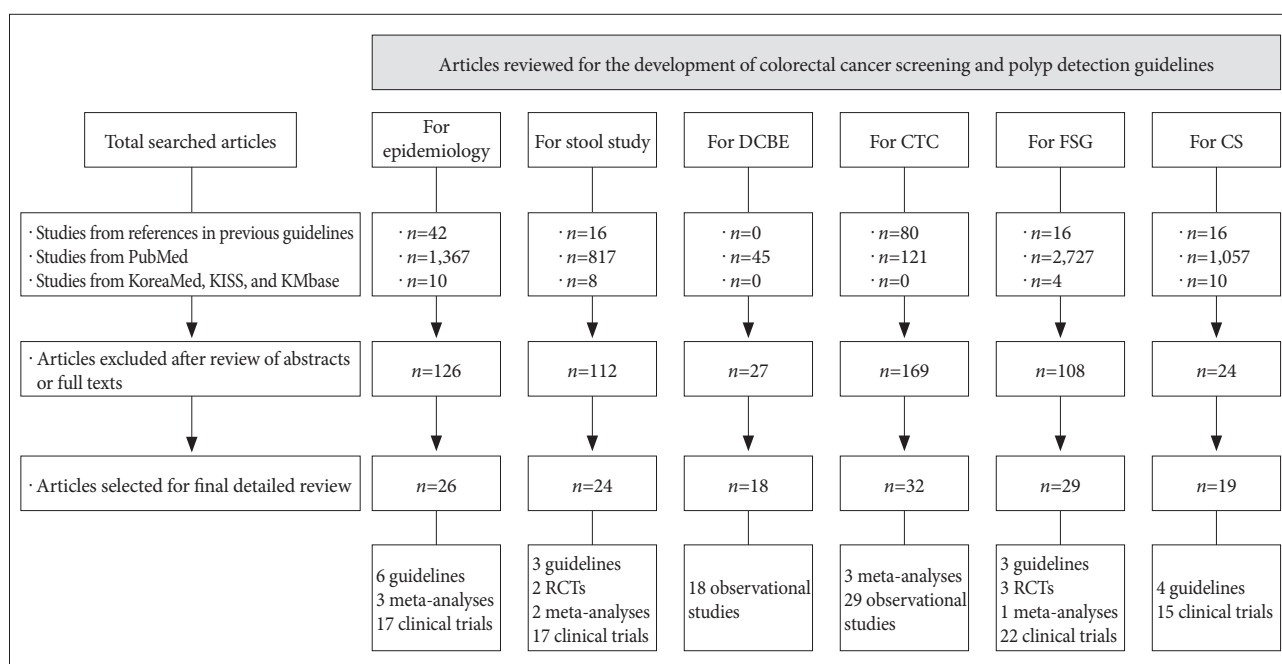 Articles reviewed for the development of colorectal cancer screening and polyp detection guidelines
Total searched articles
For
epidemiology
For stool study
For DCBE
For CTC
For FSG
For CS
· Studies from references in previous guidelines
· Studies from PubMed
· Studies from KoreaMed, KISS, and KMbase
· n=42
· n=1,367
· n=10
· n=16
· n=817
· n=8
· n=0
· n=45
· n=0
· n=80
· n=121
· n=0
· n=16
· n=2,727
· n=4
· n=16
· n=1,057
· n=10
· Articles excluded after review of abstracts
or full texts
n=126
n=112
n=27
n=169
n=108
n=24
· Articles selected for final detailed review
n=26
n=24
n=18
n=32
n=29
n=19
6 guidelines
3 meta-analyses
17 clinical trials
3 guidelines
2 RCTs
2 meta-analyses
17 clinical trials
18 observational
studies
3 meta-analyses
29 observational
studies
3 guidelines
3 RCTs
1 meta-analyses
22 clinical trials
4 guidelines
15 clinical trials